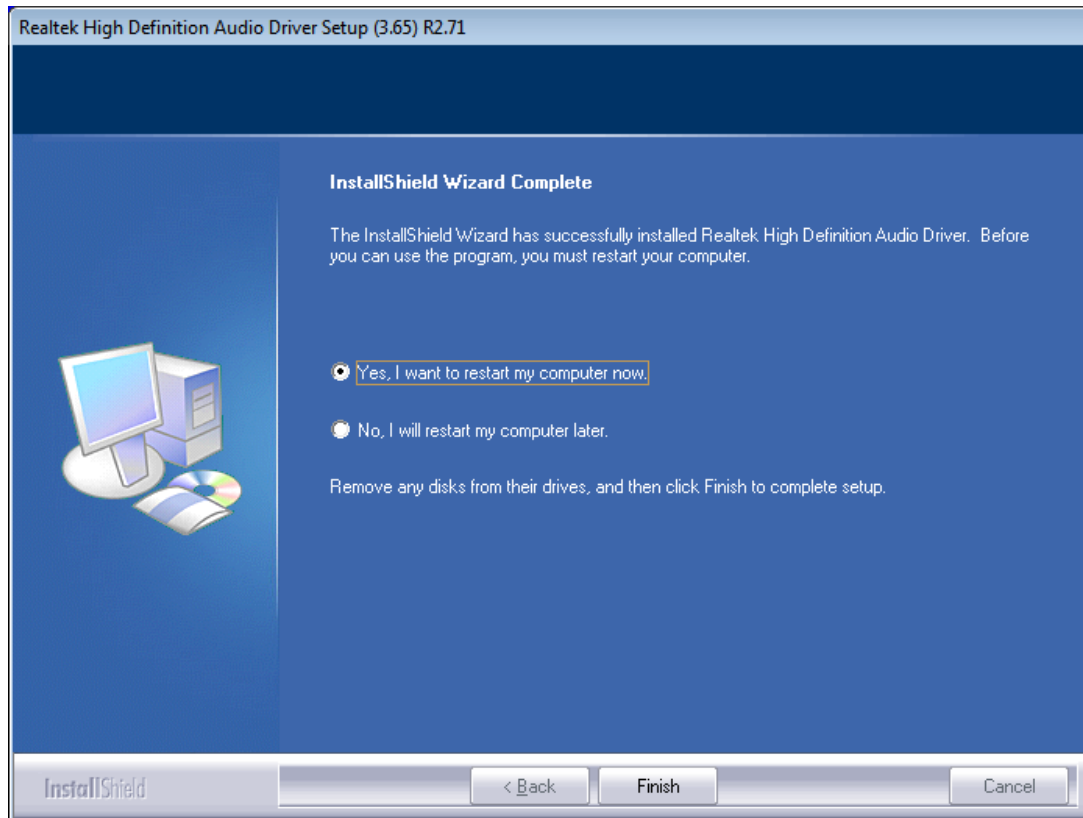 Realtek High Definition Audio Driver Setup (3.65) R2.71
InstallShield Wizard Complete
The InstallShield Wizard has successfully installed Realtek High Definition Audio Driver.  Before
you can use the program, you must restart your computer.
Yes, I want to restart my computer now.
No, I will restart my computer later.
Remove any disks from their drives, and then click Finish to complete setup.
InstallShield
< Back
Finish
Cancel